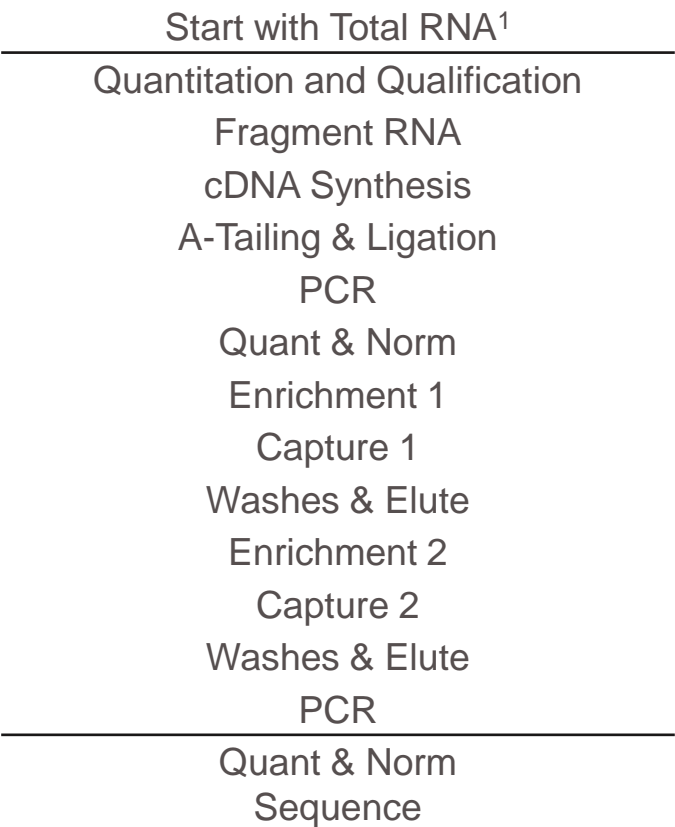 Start with Total RNA¹
Quantitation and Qualification
Fragment RNA
cDNA Synthesis
A-Tailing & Ligation
PCR
Quant & Norm
Enrichment 1
Capture 1
Washes & Elute
Enrichment 2
Capture 2
Washes & Elute
PCR
Quant & Norm
Sequence